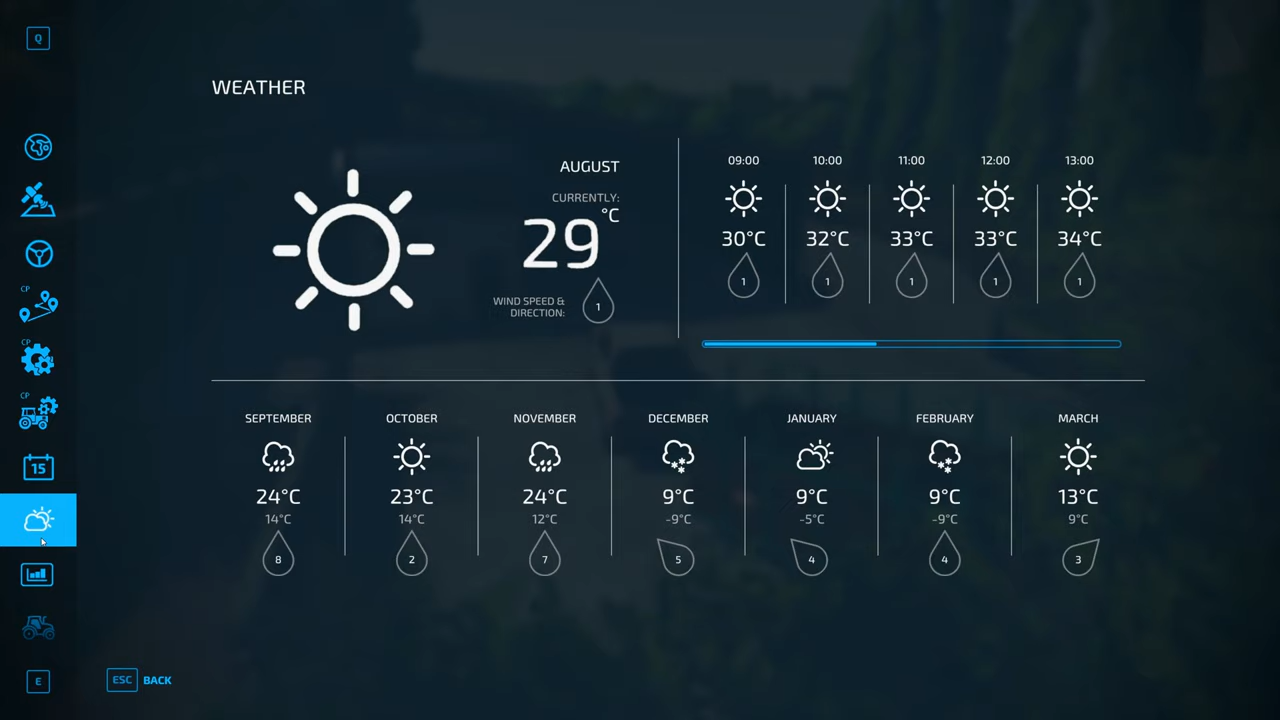 Q
WEATHER
AUGUST
CURRENTLY:
29°C
WIND SPEED &
DIRECTION:
1
09:00 10:00 11:00 12:00 13:00
30°C 32°C 33°C 33°C 34°C
1 1 1 1 1
CP
CP
CP
15
SEPTEMBER OCTOBER NOVEMBER DECEMBER JANUARY FEBRUARY MARCH
24°C 23°C 24°C 9°C 9°C 9°C 13°C
14°C 14°C 12°C -9°C -5°C -9°C 9°C
8 2 7 5 4 4 3
E
ESC BACK